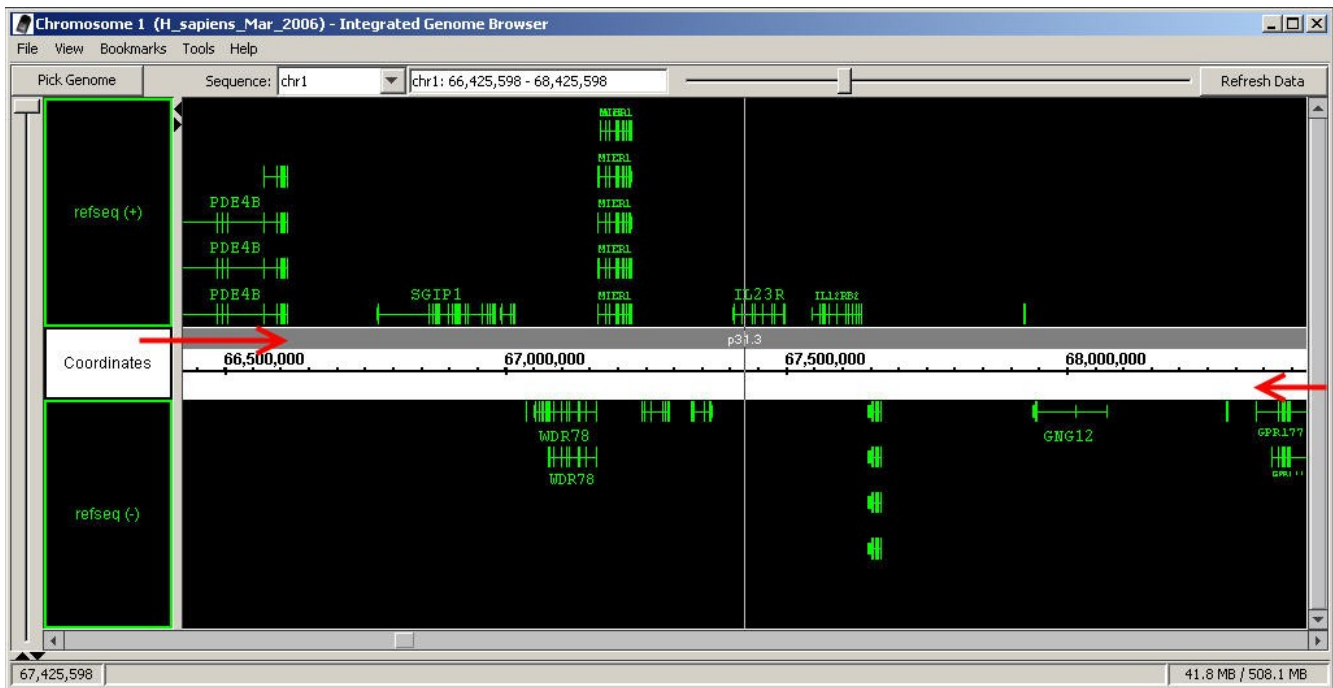 Chromosome 1 (H_sapiens_Mar_2006) - Integrated Genome Browser
File View Bookmarks Tools Help
Pick Genome Sequence: chr1 chr1: 66,425,598 - 68,425,598 Refresh Data
MIER1
MIER1
refseq (+) PDE4B MIER1
PDE4B MIER1
PDE4B SGIP1 MIER1 IL23R IL12RB2
p31.3
Coordinates 66,500,000 67,000,000 67,500,000 68,000,000
WDR78 GNG12 GPR177
WDR78
refseq (-)
67,425,598 41.8 MB / 508.1 MB